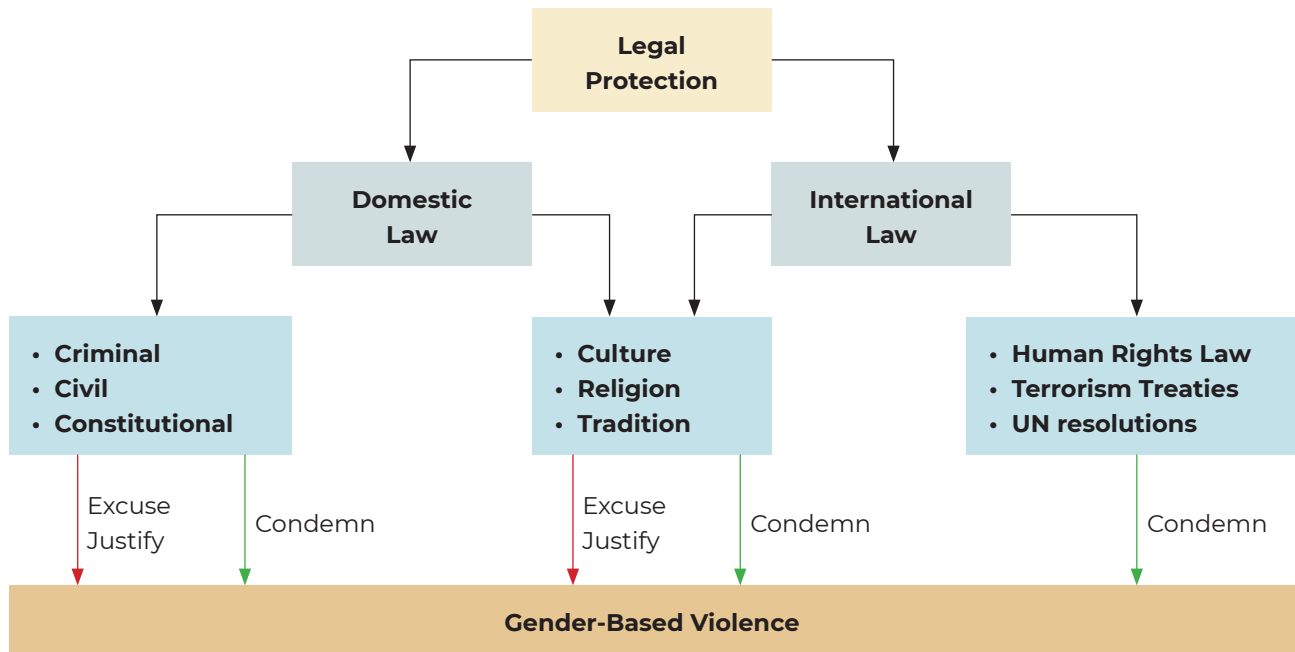 Legal
Protection
Domestic
Law
International
Law
• Criminal
• Civil
• Constitutional
• Culture
• Religion
• Tradition
• Human Rights Law
• Terrorism Treaties
• UN resolutions
Excuse
Justify
Condemn
Excuse
Justify
Condemn
Condemn
Gender-Based Violence